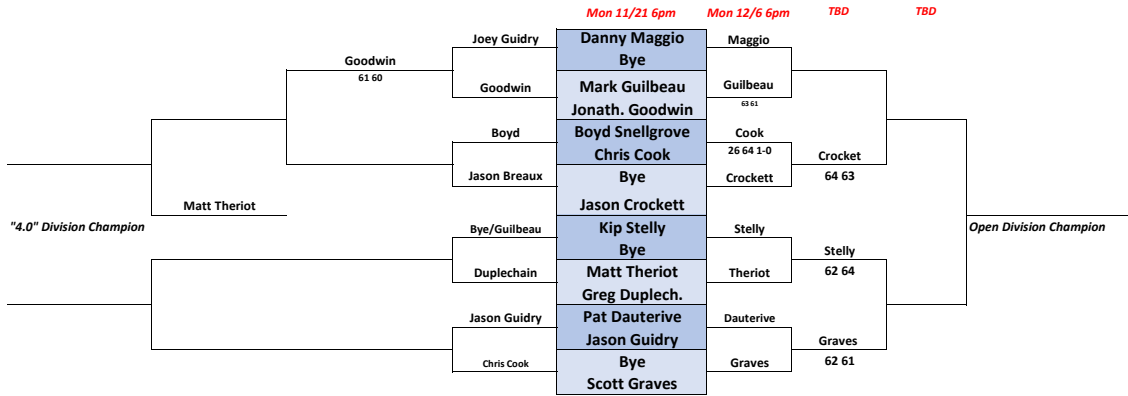 Mon 11/21 6pm Mon 12/6 6pm TBD TBD
Joey Guidry Danny Maggio Maggio
Goodwin Bye
61 60
Goodwin Mark Guilbeau Guilbeau
Jonath. Goodwin 63 61
Boyd Boyd Snellgrove Cook
Chris Cook 26 64 1-0 Crocket
Jason Breaux Bye Crockett 64 63
Matt Theriot Jason Crockett
"4.0" Division Champion Open Division Champion
Bye/Guilbeau Kip Stelly Stelly
Bye Stelly
Duplechain Matt Theriot Theriot 62 64
Greg Duplech.
Jason Guidry Pat Dauterive Dauterive
Jason Guidry Graves
Chris Cook Bye Graves 62 61
Scott Graves